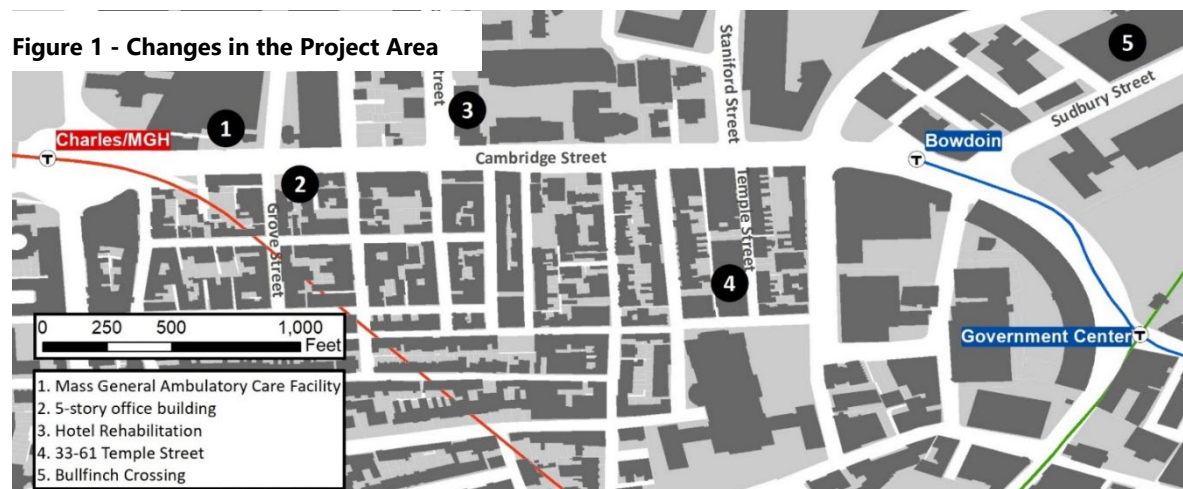 Figure 1 - Changes in the Project Area
Street
Staniford Street
5
Sudbury Street
3
1
Charles/MGH
T
Cambridge Street
Bowdoin
T
2
Grove Street
Temple Street
4
0 250 500 1,000
Feet
Government Center
T
1. Mass General Ambulatory Care Facility
2. 5-story office building
3. Hotel Rehabilitation
4. 33-61 Temple Street
5. Bullfinch Crossing